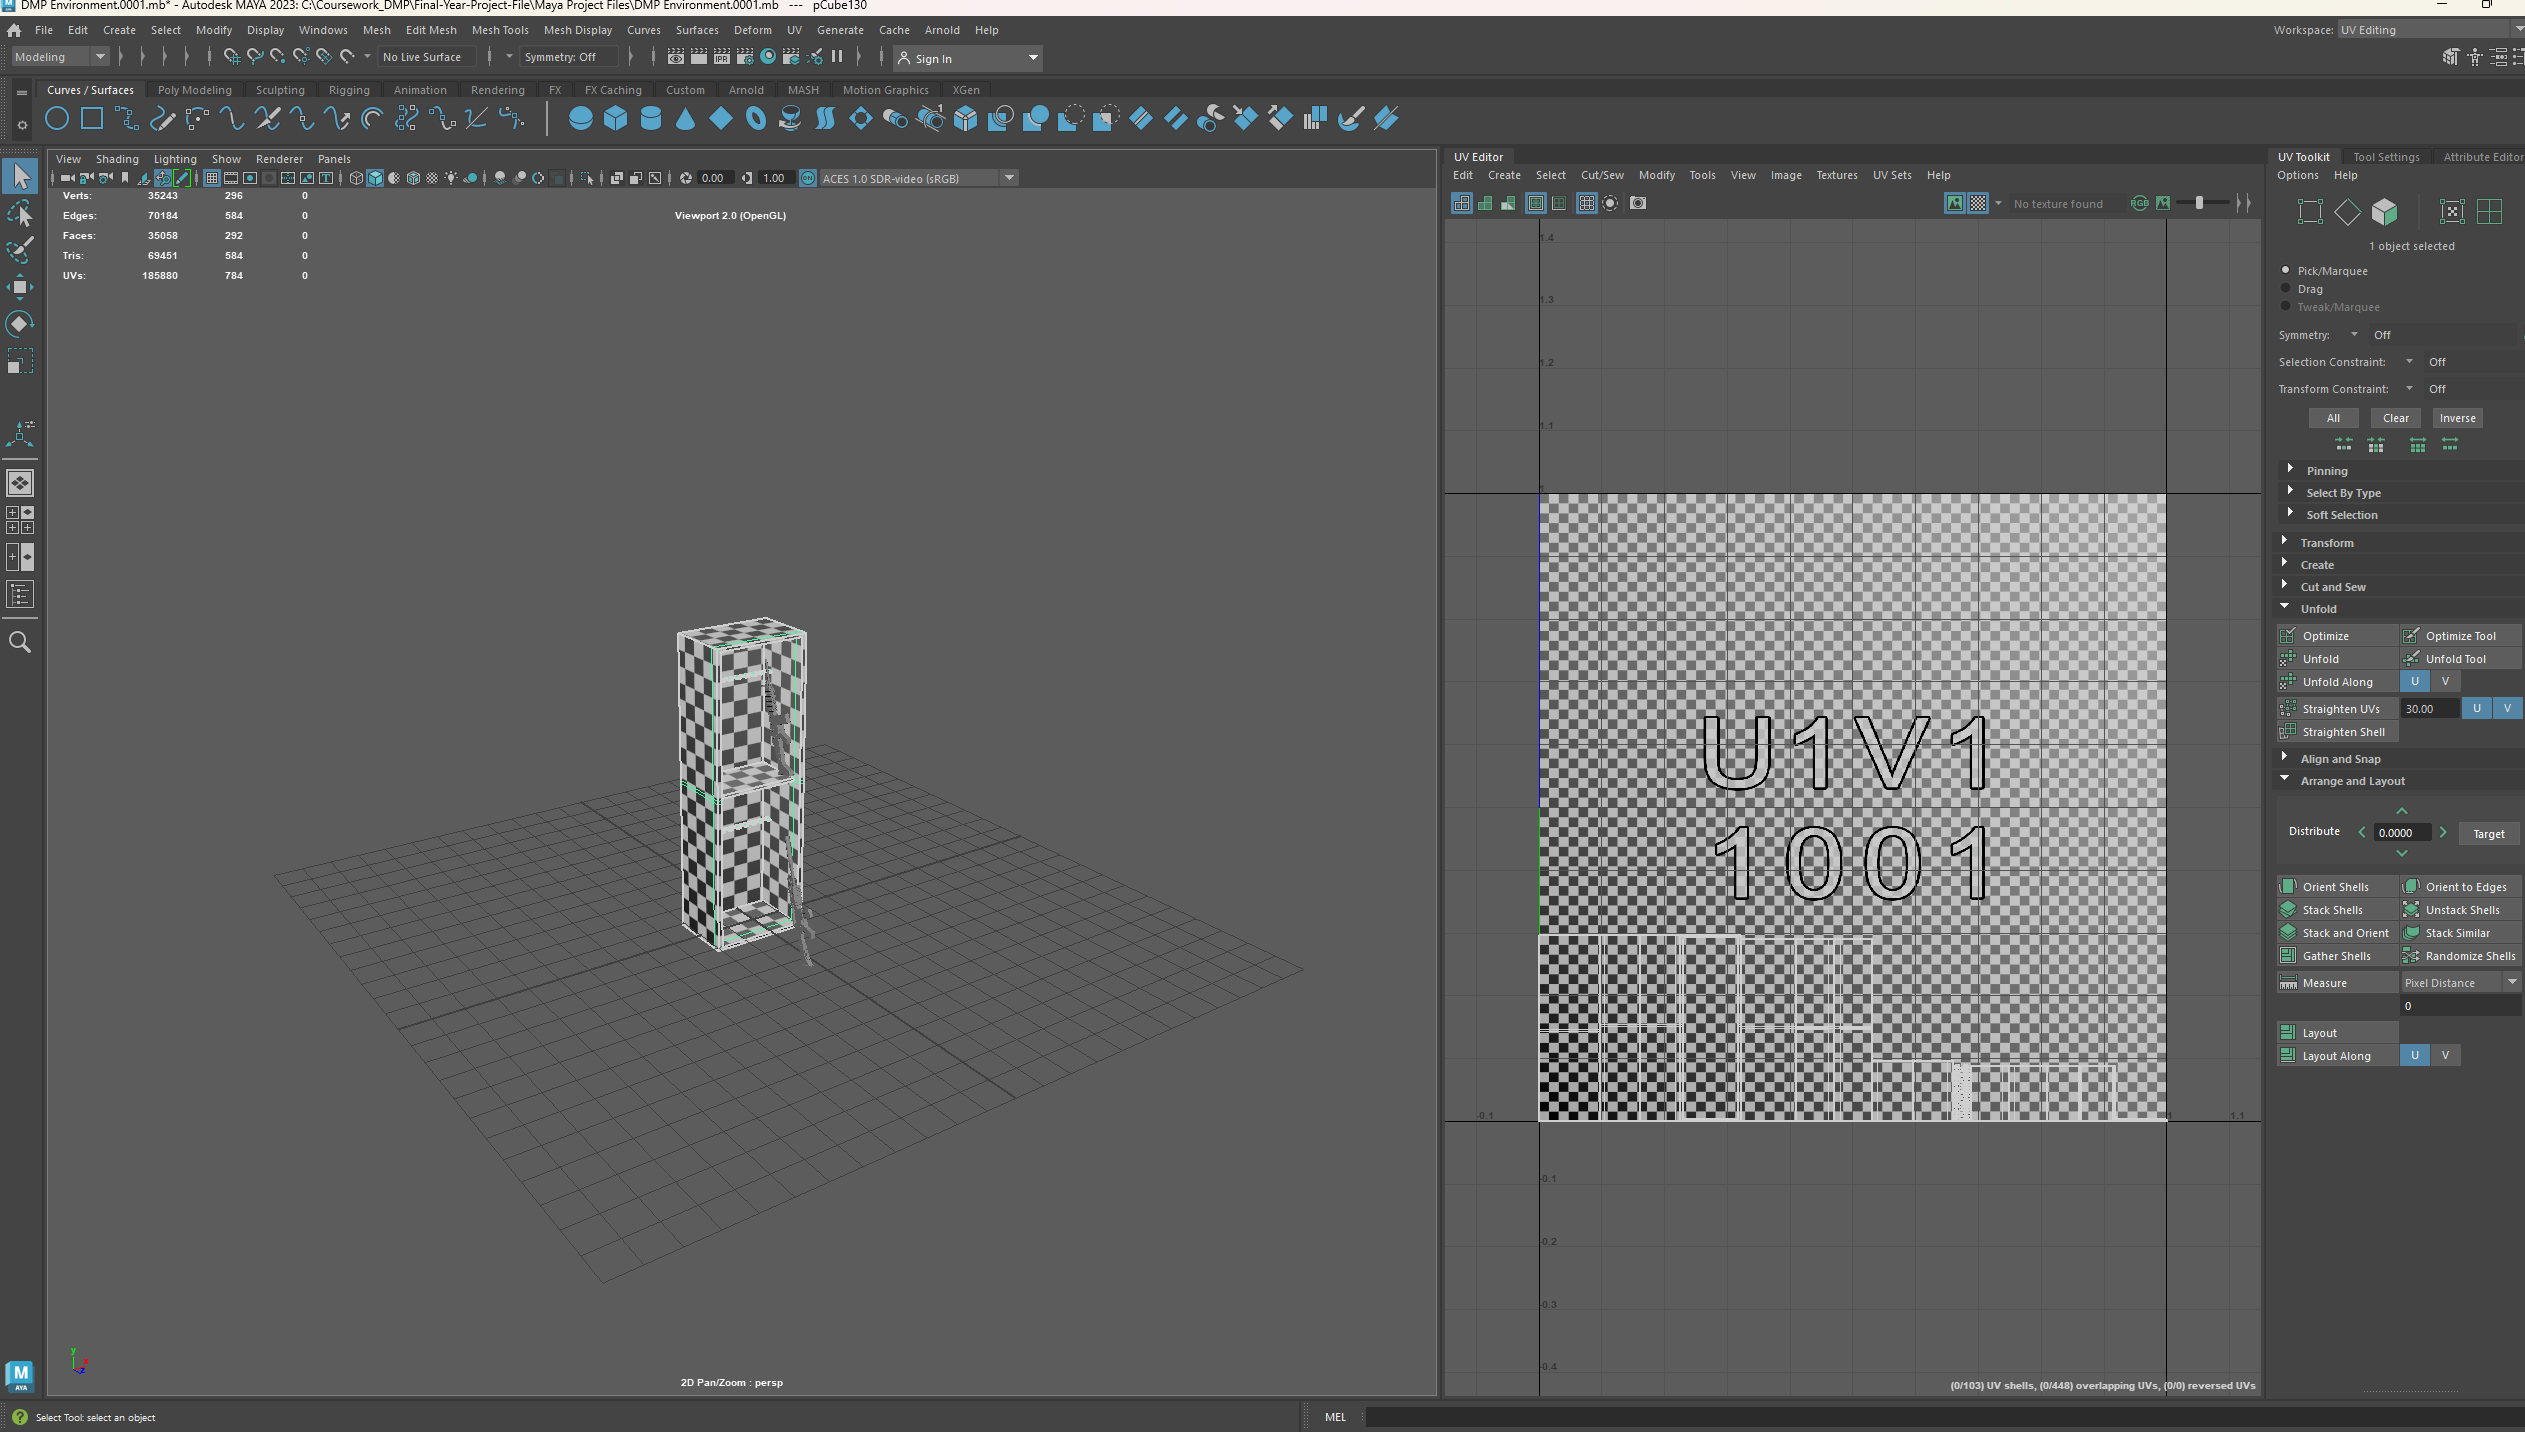 DMP Environment.0001.mb* - Autodesk MAYA 2023: C:\Coursework_DMP\Final-Year-Project-File\Maya Project Files\DMP Environment.0001.mb --- pCube130
File Edit Create Select Modify Display Windows Mesh Edit Mesh Mesh Tools Mesh Display Curves Surfaces Deform UV Generate Cache Arnold Help
Workspace: UV Editing
Modeling No Live Surface Symmetry: Off IPR Sign In
Curves / Surfaces Poly Modeling Sculpting Rigging Animation Rendering FX FX Caching Custom Arnold MASH Motion Graphics XGen
View Shading Lighting Show Renderer Panels
0.00 1.00 ON ACES 1.0 SDR-video (sRGB)
Verts: 35243 296 0
Edges: 70184 584 0
Faces: 35058 292 0
Tris: 69451 584 0
UVs: 185880 784 0
Viewport 2.0 (OpenGL)
2D Pan/Zoom : persp
y
UV Editor
Edit Create Select Cut/Sew Modify Tools View Image Textures UV Sets Help
No texture found RGB
1.4
1.3
1.2
1.1
1
U1V1
1001
-0.1 1 1.1
-0.1
-0.2
-0.3
-0.4
(0/103) UV shells, (0/448) overlapping UVs, (0/0) reversed UVs
UV Toolkit Tool Settings Attribute Editor
Options Help
1 object selected
Pick/Marquee
Drag
Tweak/Marquee
Symmetry: Off
Selection Constraint: Off
Transform Constraint: Off
All Clear Inverse
Pinning
Select By Type
Soft Selection
Transform
Create
Cut and Sew
Unfold
Optimize Optimize Tool
Unfold Unfold Tool
Unfold Along U V
Straighten UVs 30.00 U V
Straighten Shell
Align and Snap
Arrange and Layout
Distribute 0.0000 Target
Orient Shells Orient to Edges
Stack Shells Unstack Shells
Stack and Orient Stack Similar
Gather Shells Randomize Shells
Measure Pixel Distance
0
Layout
Layout Along U V
M
AYA
Select Tool: select an object
MEL